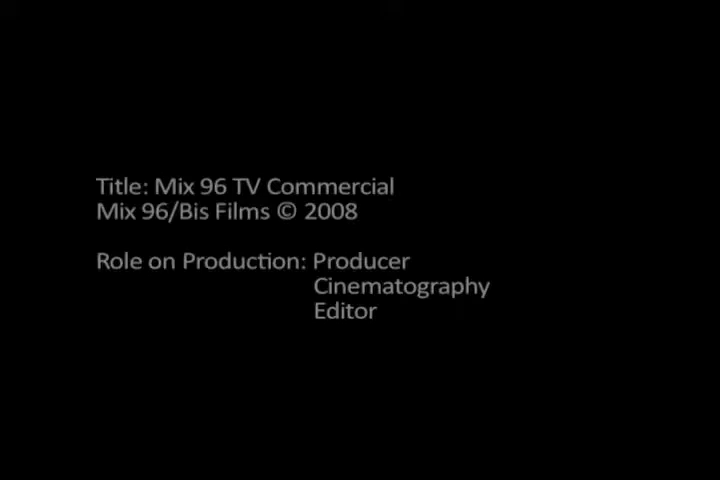 Title: Mix 96 TV Commercial
Mix 96/Bis Films © 2008
Role on Production: Producer
Cinematography
Editor